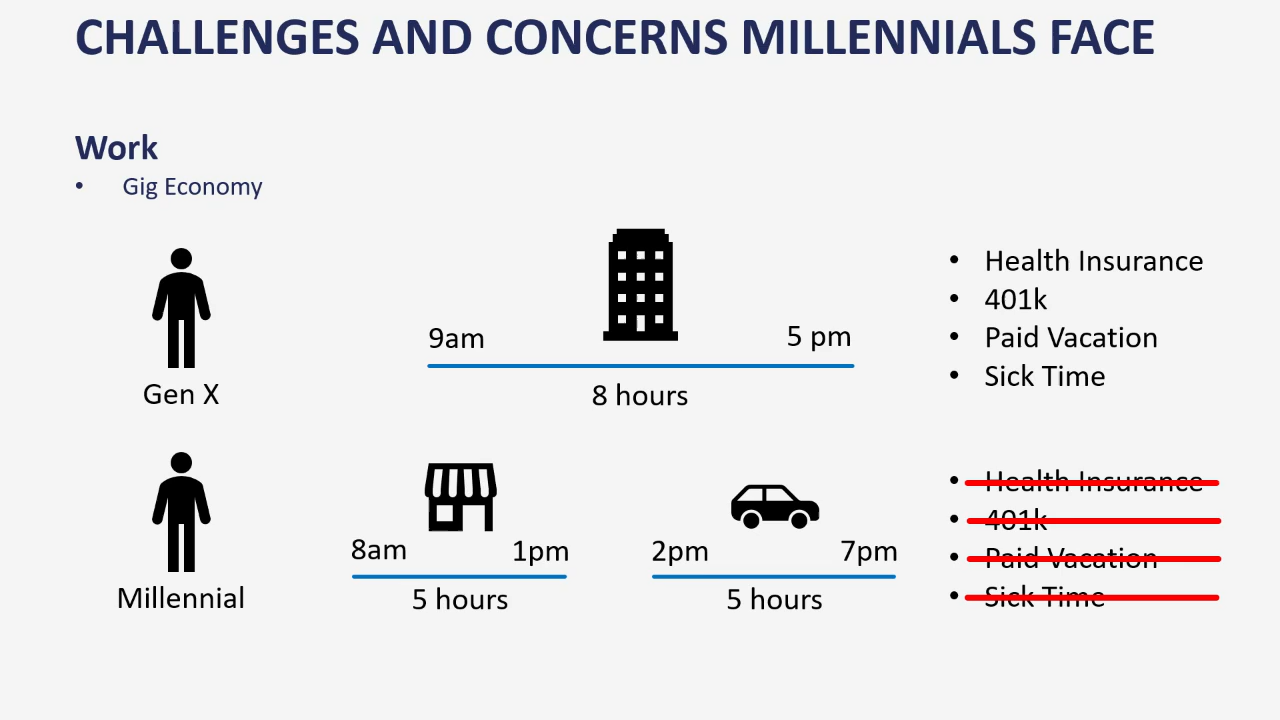 CHALLENGES AND CONCERNS MILLENNIALS FACE
Work
• Gig Economy
9am
5 pm
8 hours
Gen X
• Health Insurance
• 401k
• Paid Vacation
• Sick Time
8am
1pm
5 hours
2pm
7pm
5 hours
Millennial
• Health Insurance
• 401k
• Paid Vacation
• Sick Time